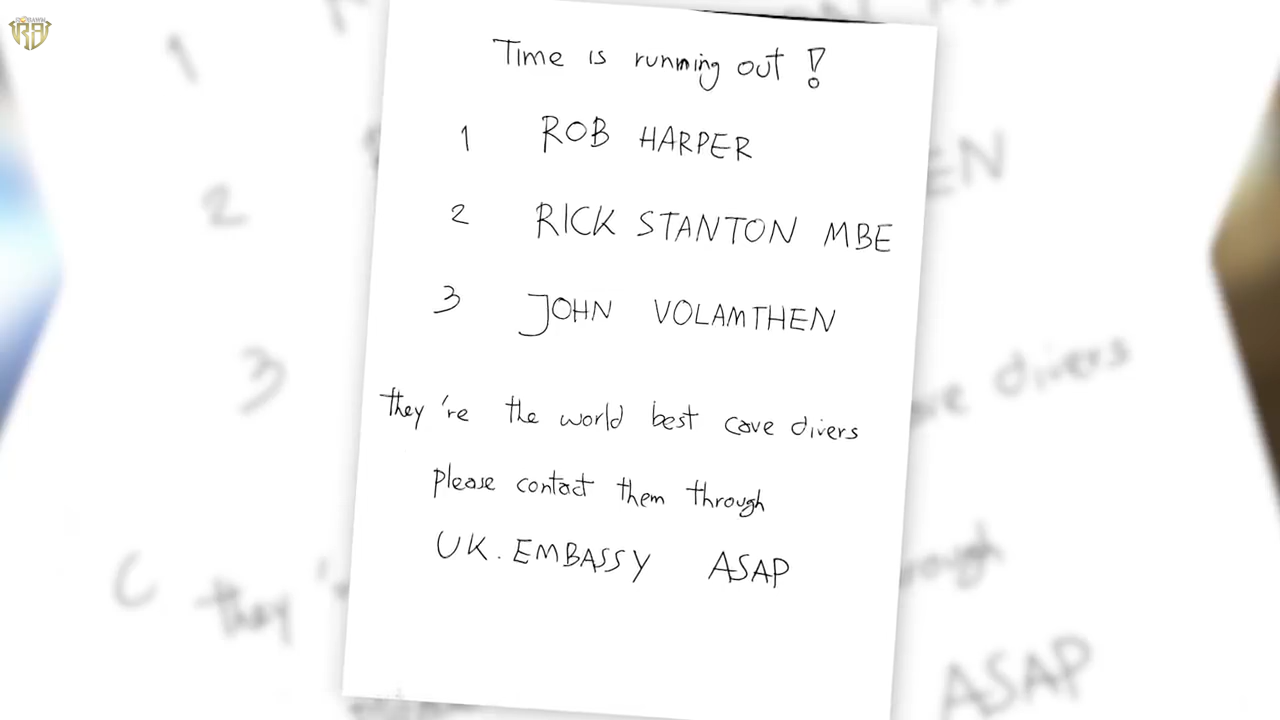 Time is running out !
1 ROB HARPER
2 RICK STANTON MBE
3 JOHN VOLAMTHEN
they're the world best cave divers
please contact them through
UK. EMBASSY ASAP